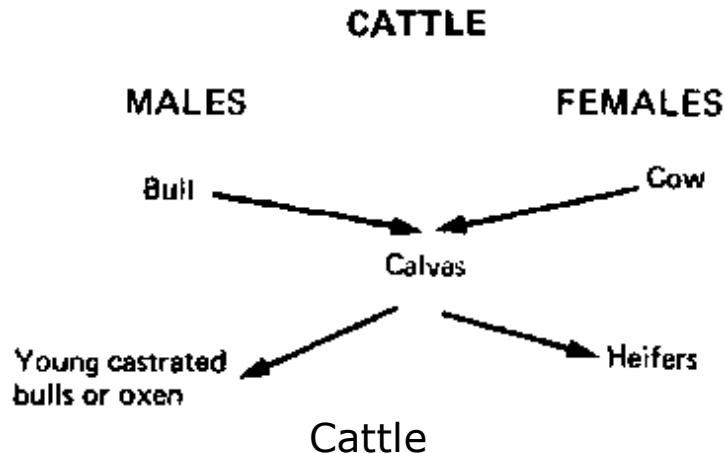 CATTLE
MALES FEMALES
Bull Cow
Calvas
Young castrated
bulls or oxen
Heifers
Cattle